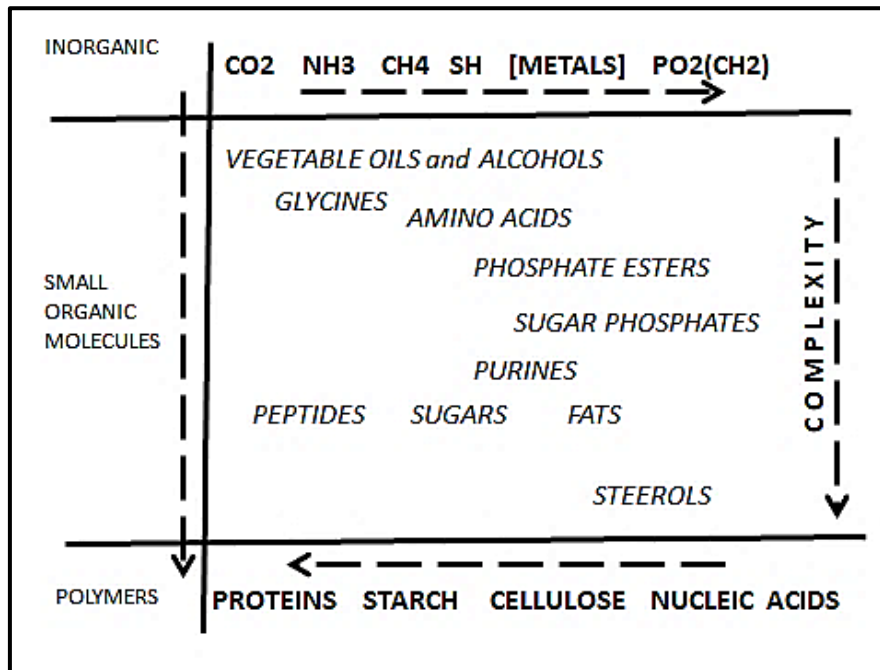 INORGANIC
CO2 NH3 CH4 SH [METALS] PO2(CH2)
VEGETABLE OILS and ALCOHOLS
GLYCINES
AMINO ACIDS
PHOSPHATE ESTERS
SMALL
ORGANIC
MOLECULES
SUGAR PHOSPHATES
PURINES
PEPTIDES SUGARS FATS
STEEROLS
COMPLEXITY
POLYMERS
PROTEINS STARCH CELLULOSE NUCLEIC ACIDS